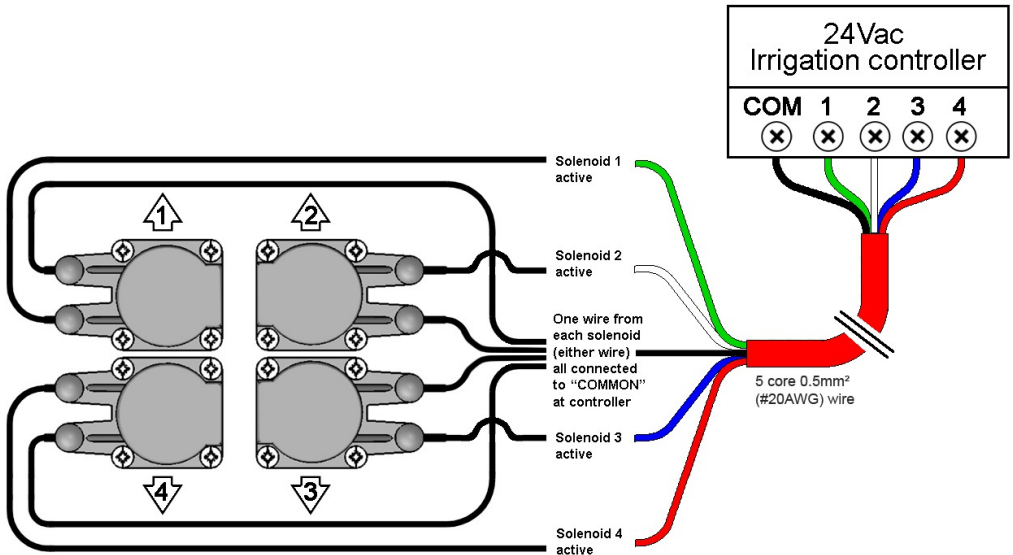 24Vac
Irrigation controller
COM 1 2 3 4
Solenoid 1
active
1
2
Solenoid 2
active
One wire from
each solenoid
(either wire)
all connected
to “COMMON”
at controller
5 core 0.5mm²
(#20AWG) wire
Solenoid 3
active
4
3
Solenoid 4
active